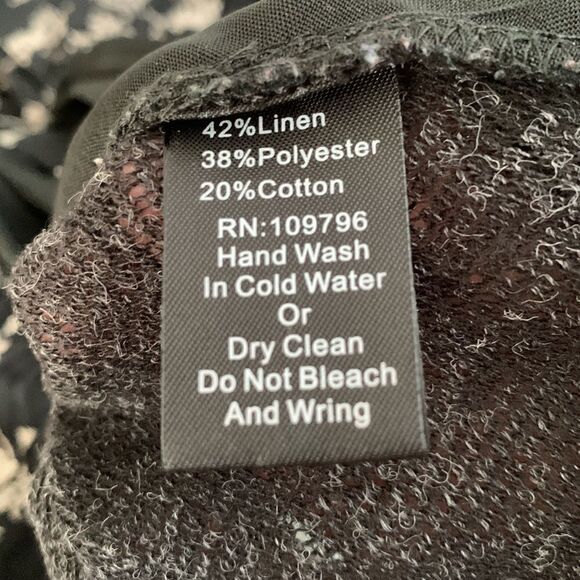 42%Linen
38%Polyester
20%Cotton
RN:109796
Hand Wash
In Cold Water
Or
Dry Clean
Do Not Bleach
And Wring